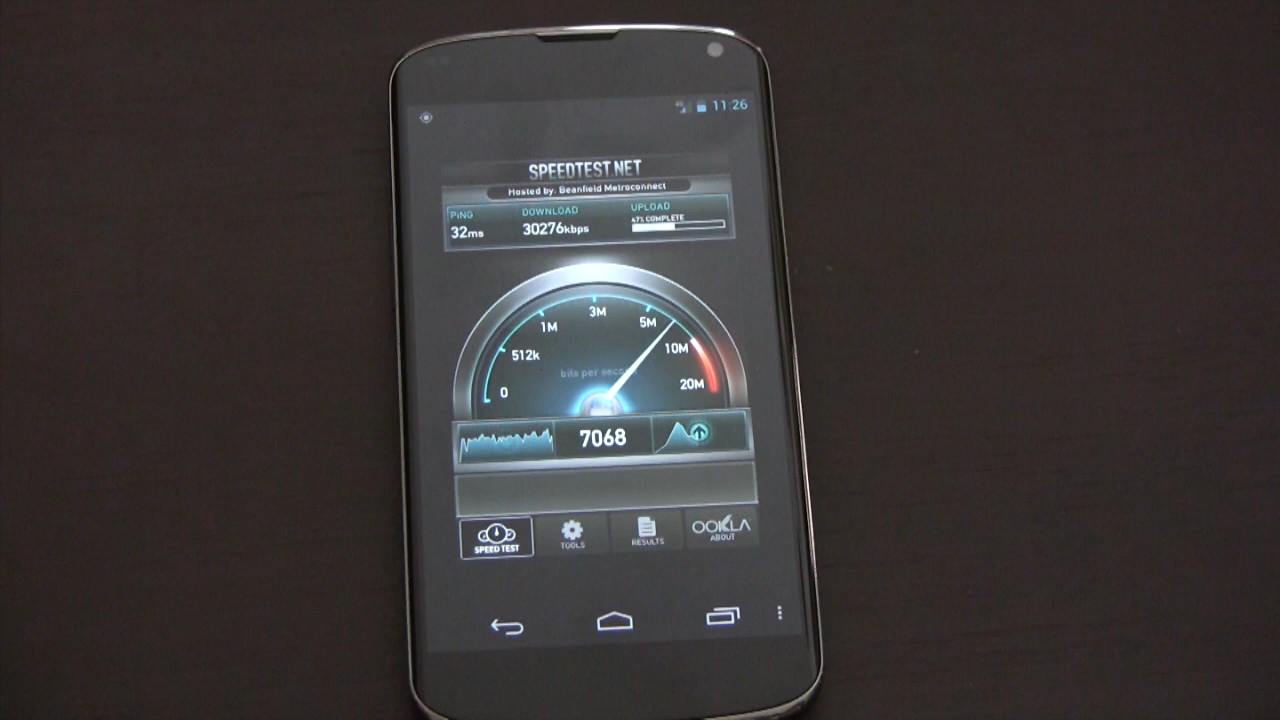 4G 11:26
SPEEDTEST.NET
Hosted by: Beanfield Metroconnect
PING DOWNLOAD UPLOAD
47% COMPLETE
32ms 30276kbps
0 512k 1M 3M 5M 10M 20M
bits per second
7068
SPEED TEST TOOLS RESULTS OOKLA
ABOUT